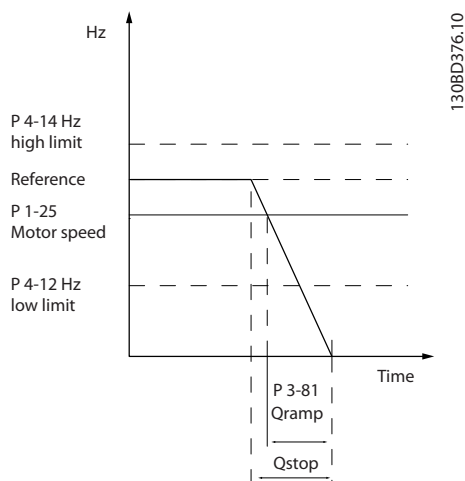 Hz
130BD376.10
P 4-14 Hz
high limit
Reference
P 1-25
Motor speed
P 4-12 Hz
low limit
Time
P 3-81
Qramp
Qstop